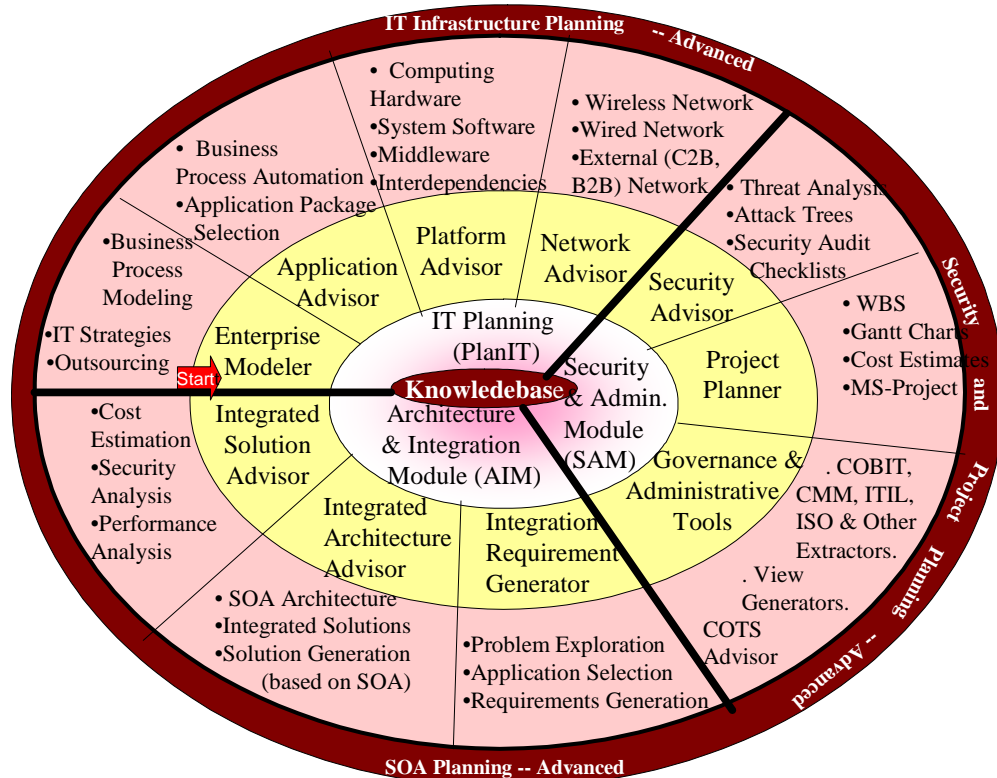 IT Infrastructure Planning -- Advanced
• Computing
Hardware
•System Software
•Middleware
•Interdependencies
• Wireless Network
•Wired Network
•External (C2B,
B2B) Network
• Business
Process Automation
•Application Package
Selection
• Threat Analysis
•Attack Trees
•Security Audit
Checklists
•Business
Process
Modeling
•IT Strategies
•Outsourcing
Start
• WBS
•Gantt Charts
•Cost Estimates
•MS-Project
Security and Project Planning -- Advanced
Application
Advisor
Platform
Advisor
Network
Advisor
Security
Advisor
Enterprise
Modeler
Project
Planner
IT Planning
(PlanIT)
Knowledebase
Security
& Admin.
Module
(SAM)
Architecture
& Integration
Module (AIM)
Integrated
Solution
Advisor
Integrated
Architecture
Advisor
Integration
Requirement
Generator
Governance &
Administrative
Tools
•Cost
Estimation
•Security
Analysis
•Performance
Analysis
• SOA Architecture
•Integrated Solutions
•Solution Generation
(based on SOA)
•Problem Exploration
•Application Selection
•Requirements Generation
. COBIT,
CMM, ITIL,
ISO & Other
Extractors.
. View
Generators.
COTS
Advisor
SOA Planning -- Advanced